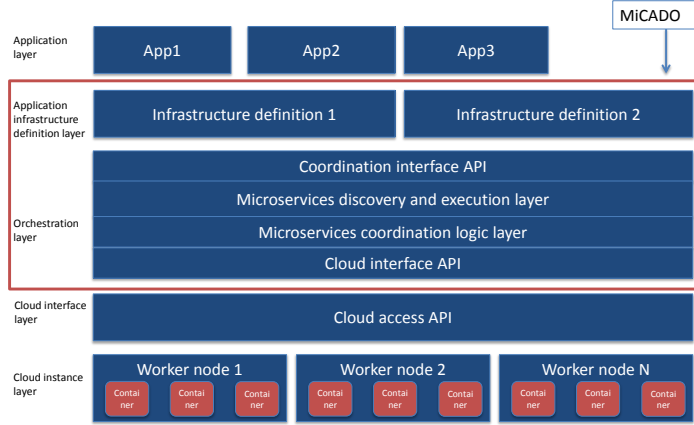 MiCADO
Application
layer
App1
App2
App3
Application
infrastructure
definition layer
Infrastructure definition 1
Infrastructure definition 2
Orchestration
layer
Coordination interface API
Microservices discovery and execution layer
Microservices coordination logic layer
Cloud interface API
Cloud interface
layer
Cloud access API
Cloud instance
layer
Worker node 1
Contai
ner
Contai
ner
Contai
ner
Worker node 2
Contai
ner
Contai
ner
Contai
ner
Worker node N
Contai
ner
Contai
ner
Contai
ner